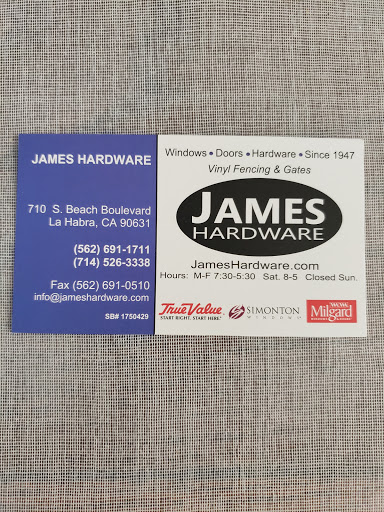 JAMES HARDWARE
710 S. Beach Boulevard
La Habra, CA 90631
(562) 691-1711
(714) 526-3338
Fax (562) 691-0510
info@jameshardware.com
SB# 1750429
Windows • Doors • Hardware • Since 1947
Vinyl Fencing & Gates
JAMES
HARDWARE
JamesHardware.com
Hours: M-F 7:30-5:30 Sat. 8-5 Closed Sun.
True Value.
START RIGHT. START HERE.
SIMONTON
WINDOWS
Milgard